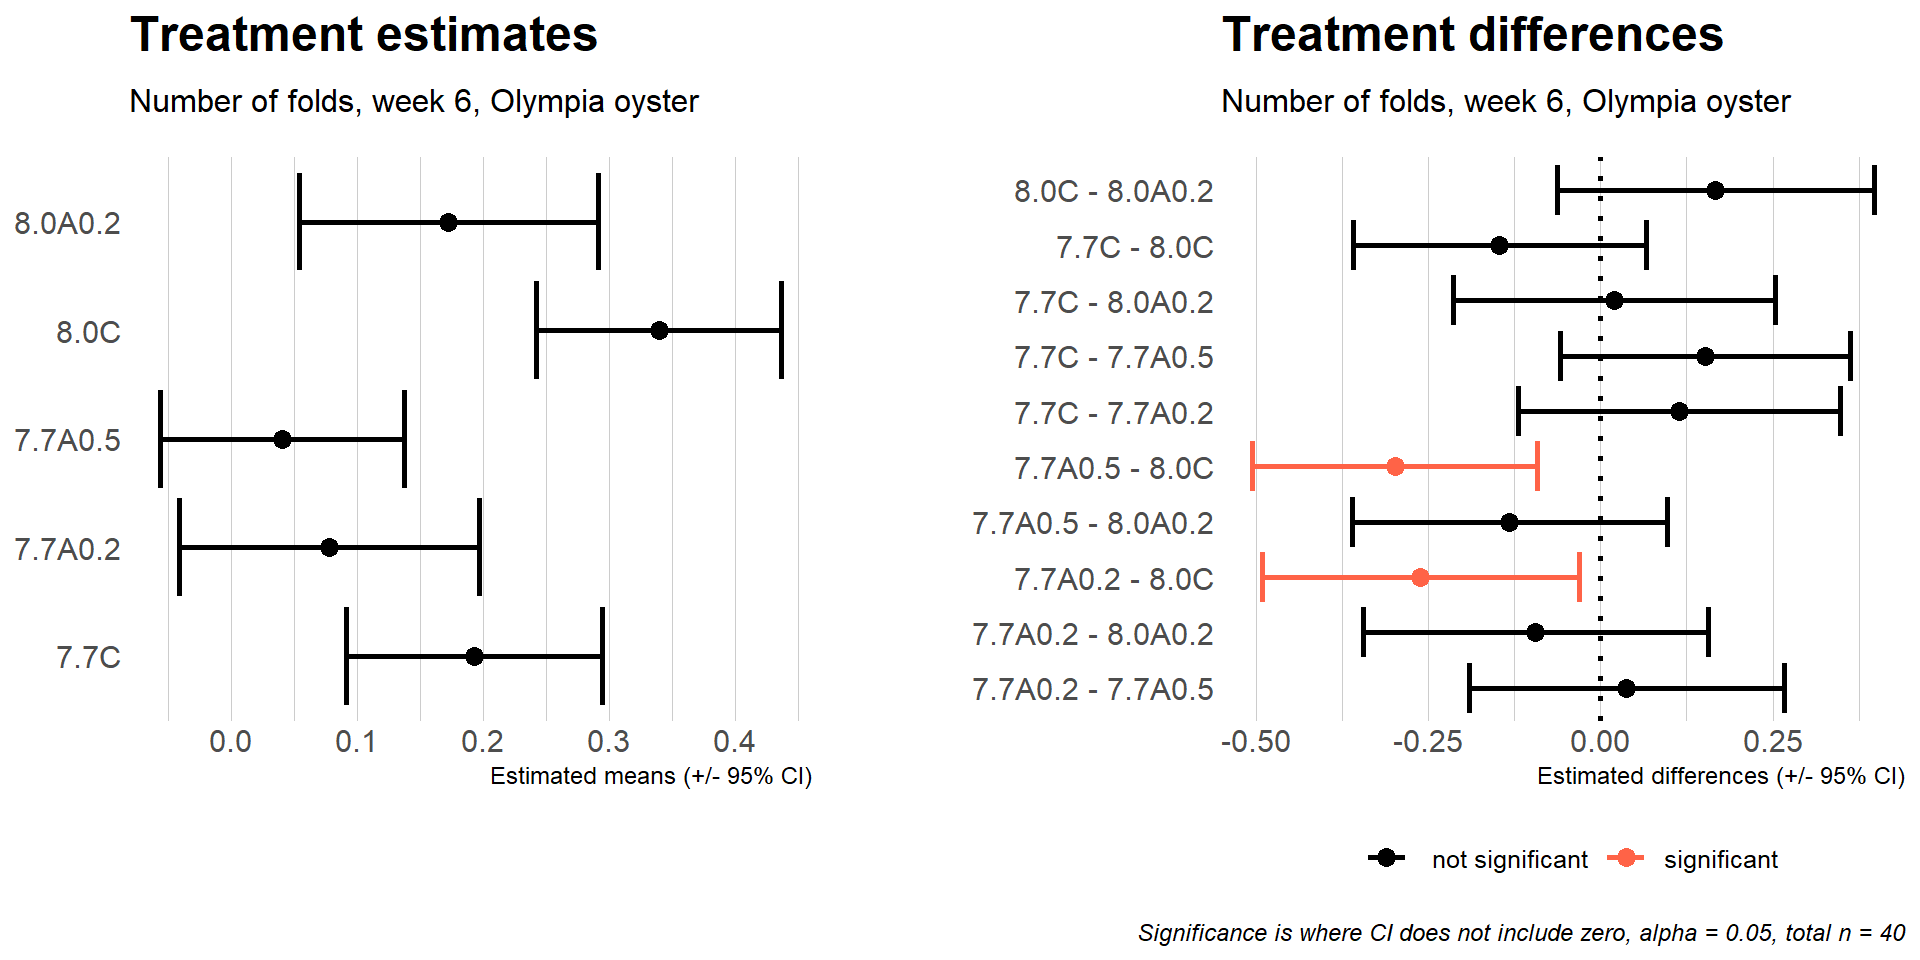 Treatment estimates
Number of folds, week 6, Olympia oyster
8.0A0.2
8.0C
7.7A0.5
7.7A0.2
7.7C
0.0 0.1 0.2 0.3 0.4
Estimated means (+/- 95% CI)
Treatment differences
Number of folds, week 6, Olympia oyster
8.0C - 8.0A0.2
7.7C - 8.0C
7.7C - 8.0A0.2
7.7C - 7.7A0.5
7.7C - 7.7A0.2
7.7A0.5 - 8.0C
7.7A0.5 - 8.0A0.2
7.7A0.2 - 8.0C
7.7A0.2 - 8.0A0.2
7.7A0.2 - 7.7A0.5
-0.50 -0.25 0.00 0.25
Estimated differences (+/- 95% CI)
not significant significant
Significance is where CI does not include zero, alpha = 0.05, total n = 40